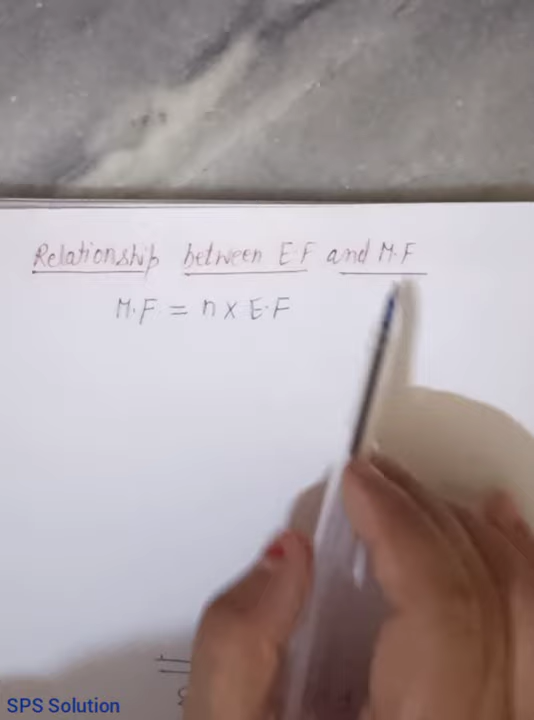 Relationship between E.F and M.F
M.F = n x E.F
SPS Solution